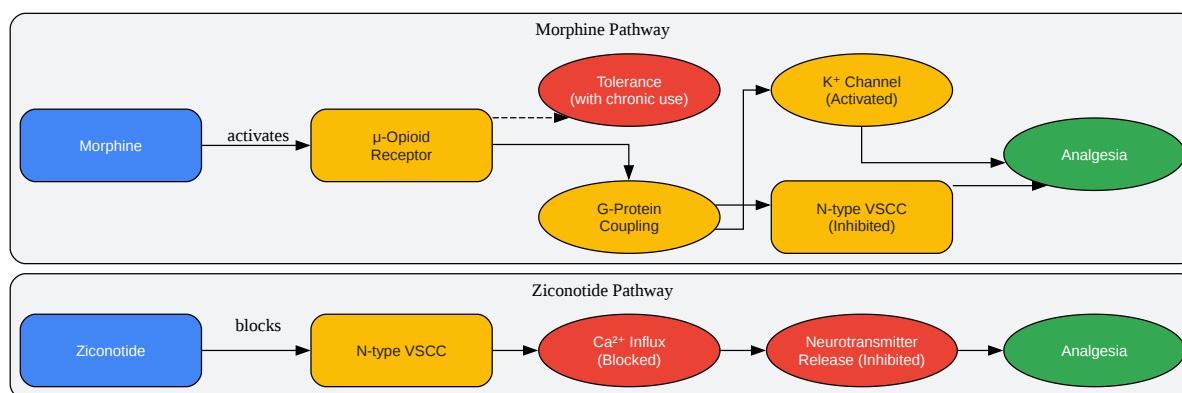 Morphine Pathway
Morphine
activates
μ-Opioid
Receptor
Tolerance
(with chronic use)
G-Protein
Coupling
K⁺ Channel
(Activated)
N-type VSCC
(Inhibited)
Analgesia
Ziconotide Pathway
Ziconotide
blocks
N-type VSCC
Ca²⁺ Influx
(Blocked)
Neurotransmitter
Release (Inhibited)
Analgesia